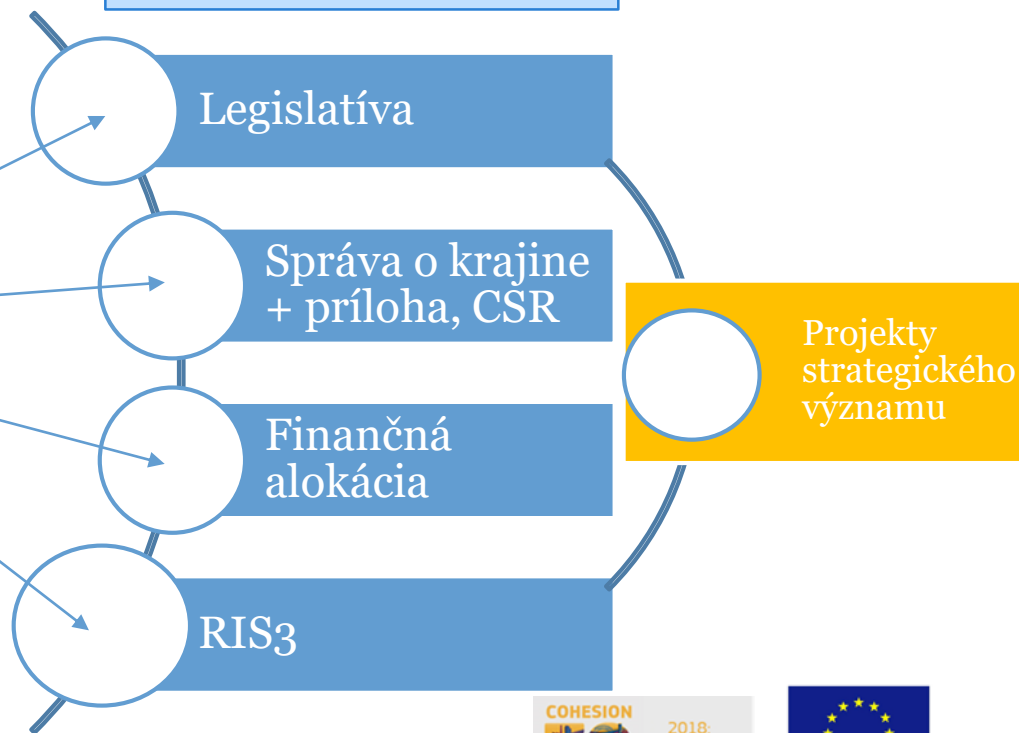 Legislatíva
Správa o krajine
+ príloha, CSR
Finančná
alokácia
RIS3
Projekty
strategického
významu
COHESION
2018: